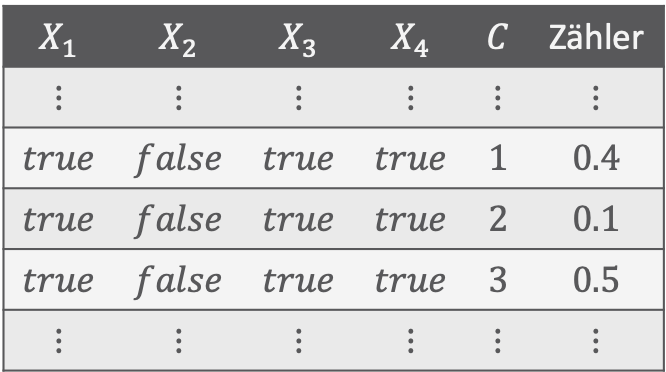 X₁ X₂ X₃ X₄ C Zähler
⋮ ⋮ ⋮ ⋮ ⋮ ⋮
true false true true 1 0.4
true false true true 2 0.1
true false true true 3 0.5
⋮ ⋮ ⋮ ⋮ ⋮ ⋮